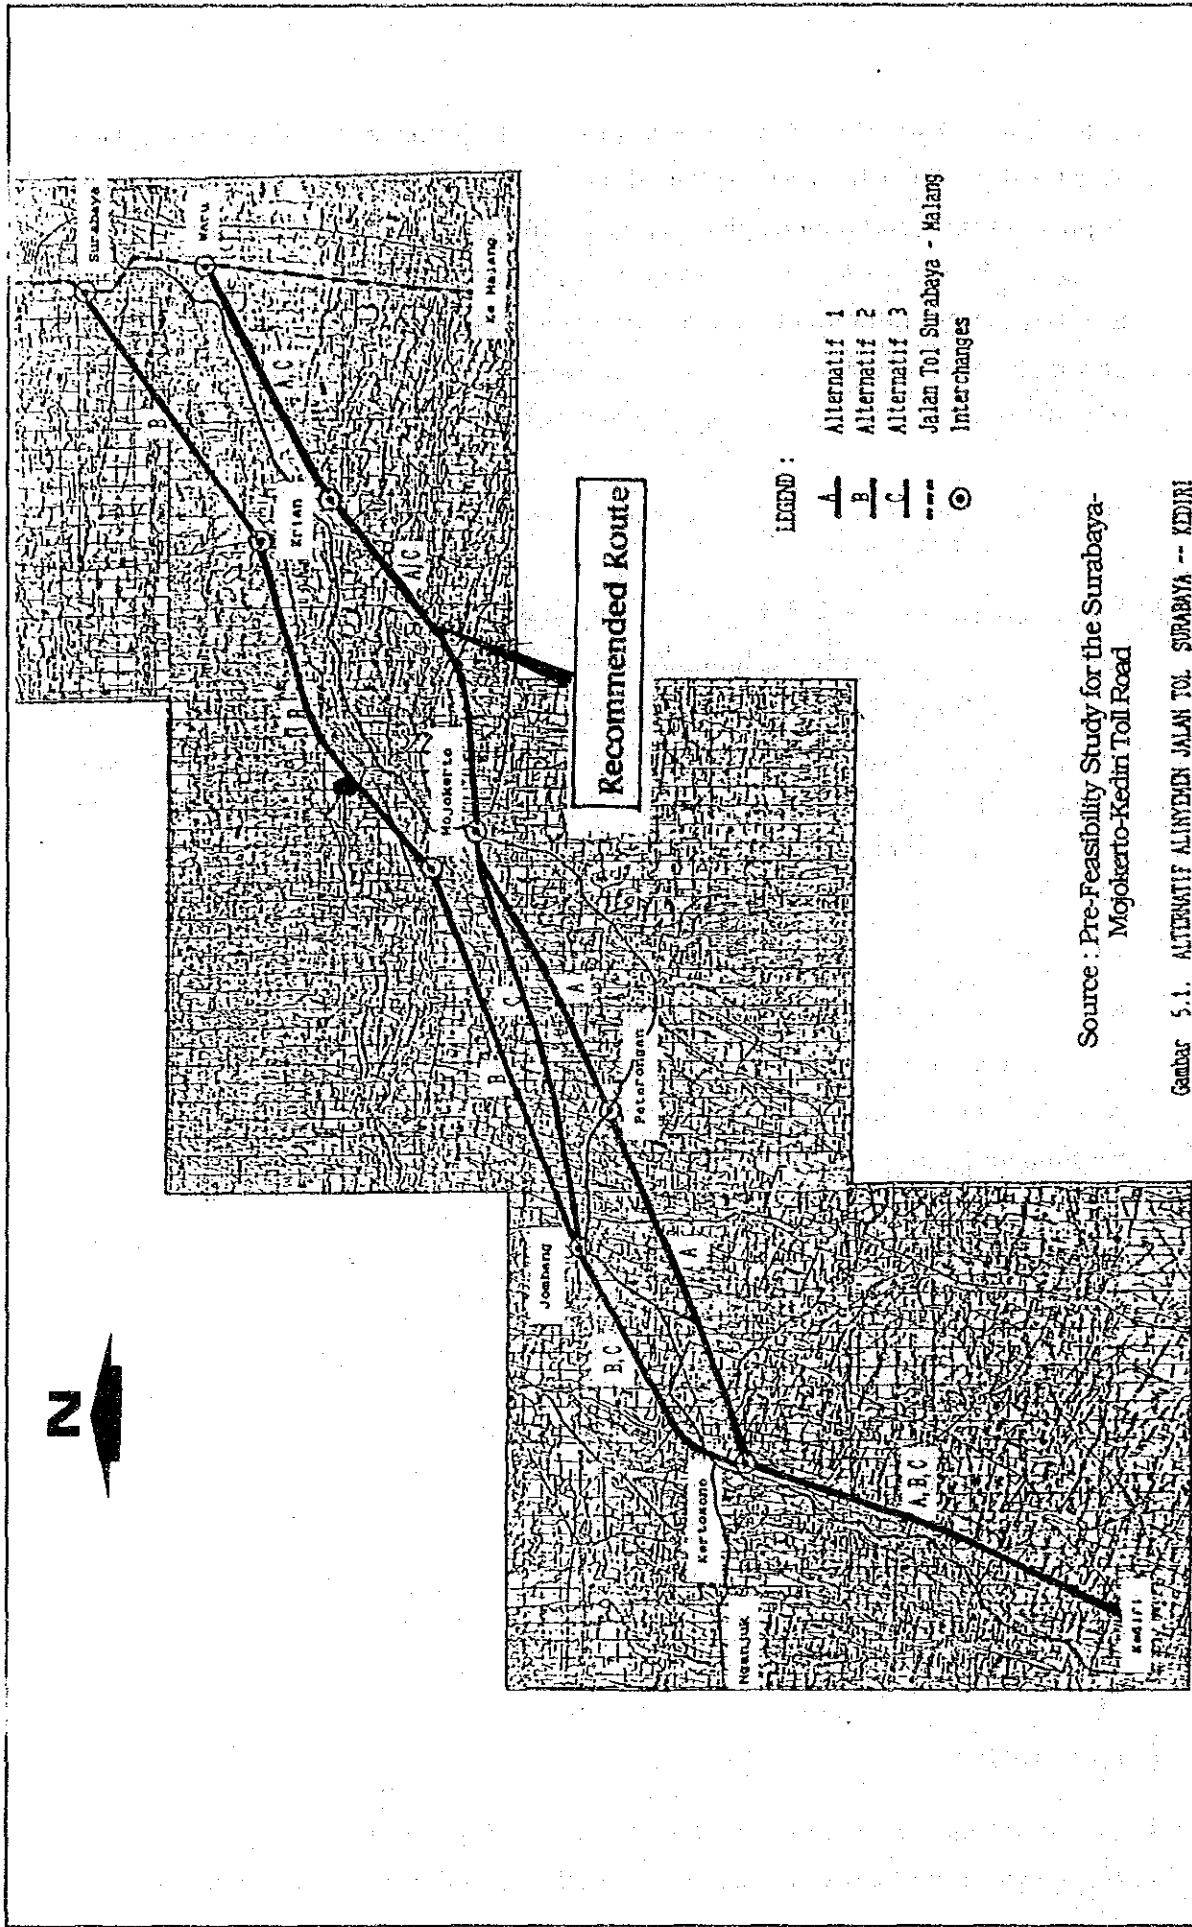 N
Surabaya
Waru
Ke Malang
B
A,C
Krian
A/C
B
Mojokerto
Recommended Route
B
C
A
Peterongan
Jombang
B,C
A
Kertosono
Nganjuk
A,B,C
Kediri
LEGEND :
A Alternatif 1
B Alternatif 2
C Alternatif 3
Jalan Tol Surabaya - Malang
Interchanges
Source : Pre-Feasibility Study for the Surabaya-
Mojokerto-Kediri Toll Road
Gambar 5.1. ALTERNATIF ALINYEMEN JALAN TOL SURABAYA -- KEDIRI